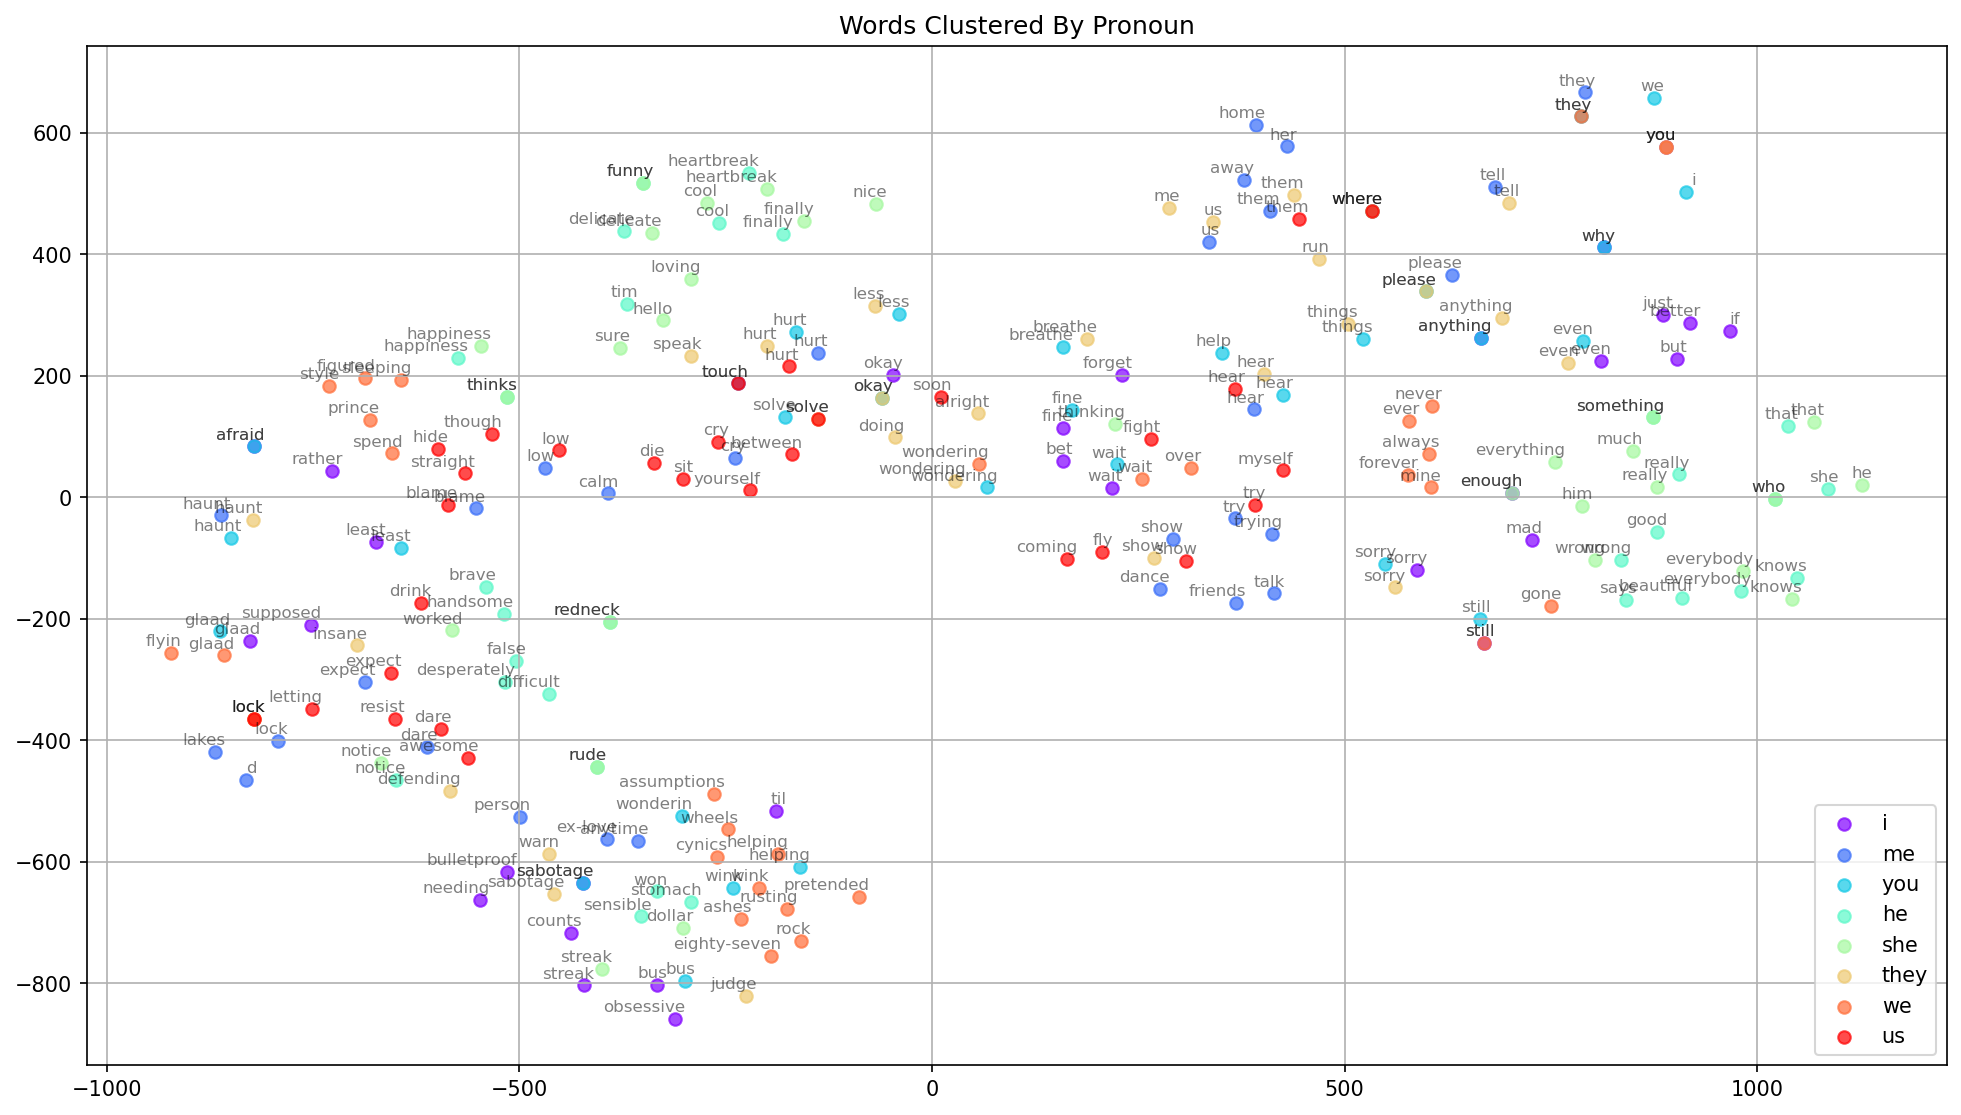 Words Clustered By Pronoun
they
we
they
you
home
her
away
tell
i
tell
me
them
them
them
where
us
us
run
why
please
please
funny
heartbreak
heartbreak
cool
cool
nice
finally
finally
delicate
delicate
loving
tim
hello
less
less
hurt
hurt
hurt
hurt
sure
speak
breathe
breathe
help
things
things
anything
anything
just
better
if
even
even
even
but
happiness
happiness
figured
sleeping
style
thinks
touch
okay
okay
forget
hear
hear
hear
hear
prince
though
solve
solve
soon
alright
fine
fine
thinking
never
ever
something
that
that
afraid
spend
hide
rather
straight
low
low
cry
cry
between
die
sit
yourself
calm
doing
wondering
wondering
wondering
bet
fight
wait
wait
wait
over
myself
always
forever
mine
everything
much
really
really
enough
him
who
she
he
haunt
haunt
haunt
blame
blame
least
least
try
try
trying
show
show
show
coming
fly
dance
friends
talk
mad
good
sorry
sorry
sorry
wrong
wrong
everybody
everybody
knows
knows
says
beautiful
gone
still
still
brave
drink
handsome
worked
redneck
supposed
glaad
glaad
glaad
flyin
insane
false
expect
expect
desperately
difficult
letting
lock
lock
resist
dare
dare
awesome
lakes
d
notice
notice
defending
rude
person
assumptions
wonderin
wheels
til
ex-love
anytime
warn
cynics
helping
helping
bulletproof
sabotage
sabotage
needing
won
stomach
wink
wink
pretended
sensible
dollar
ashes
rusting
counts
rock
eighty-seven
streak
streak
bus
bus
judge
obsessive
600
400
200
0
−200
−400
−600
−800
−1000
−500
0
500
1000
i
me
you
he
she
they
we
us